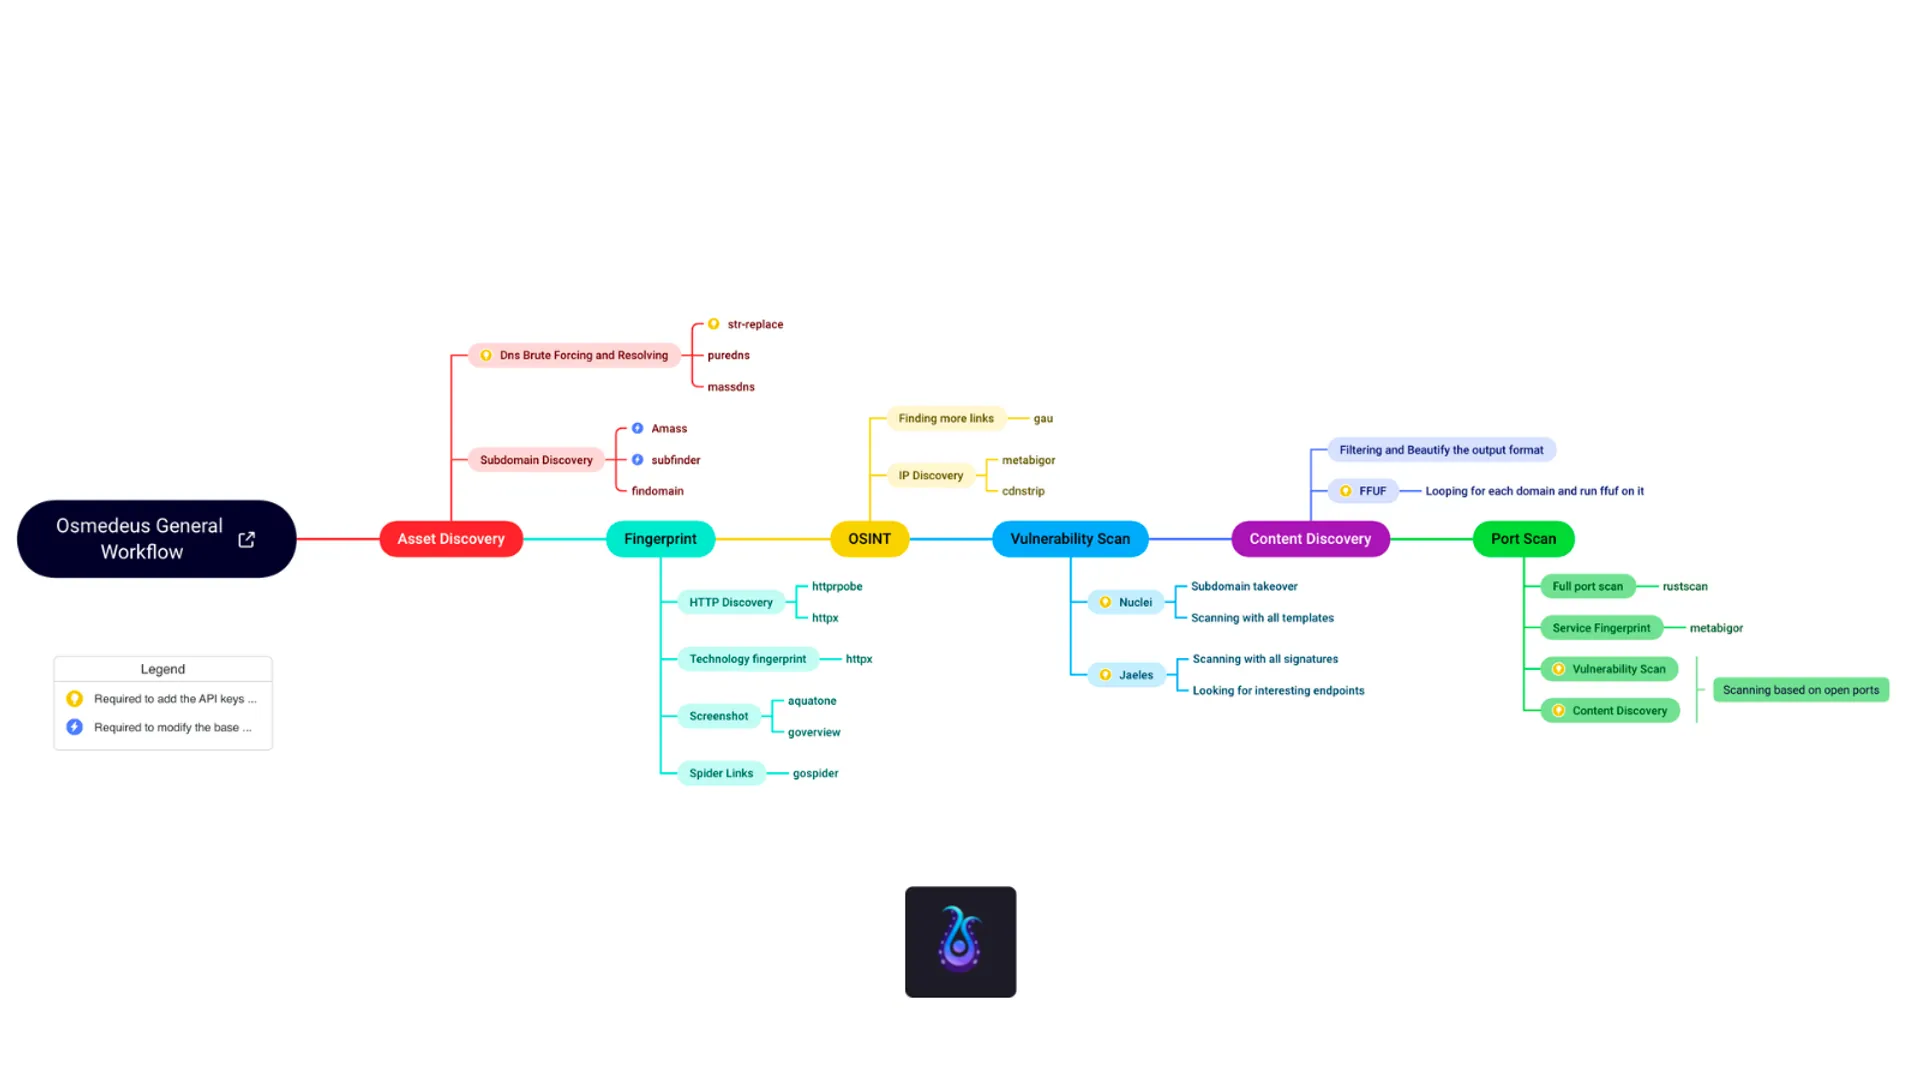 Osmedeus General
Workflow
Asset Discovery
Dns Brute Forcing and Resolving
str-replace
puredns
massdns
Subdomain Discovery
Amass
subfinder
findomain
Fingerprint
HTTP Discovery
httprpobe
httpx
Technology fingerprint
httpx
Screenshot
aquatone
goverview
Spider Links
gospider
OSINT
Finding more links
gau
IP Discovery
metabigor
cdnstrip
Vulnerability Scan
Nuclei
Subdomain takeover
Scanning with all templates
Jaeles
Scanning with all signatures
Looking for interesting endpoints
Content Discovery
Filtering and Beautify the output format
FFUF
Looping for each domain and run ffuf on it
Port Scan
Full port scan
rustscan
Service Fingerprint
metabigor
Vulnerability Scan
Content Discovery
Scanning based on open ports
Legend
Required to add the API keys ...
Required to modify the base ...